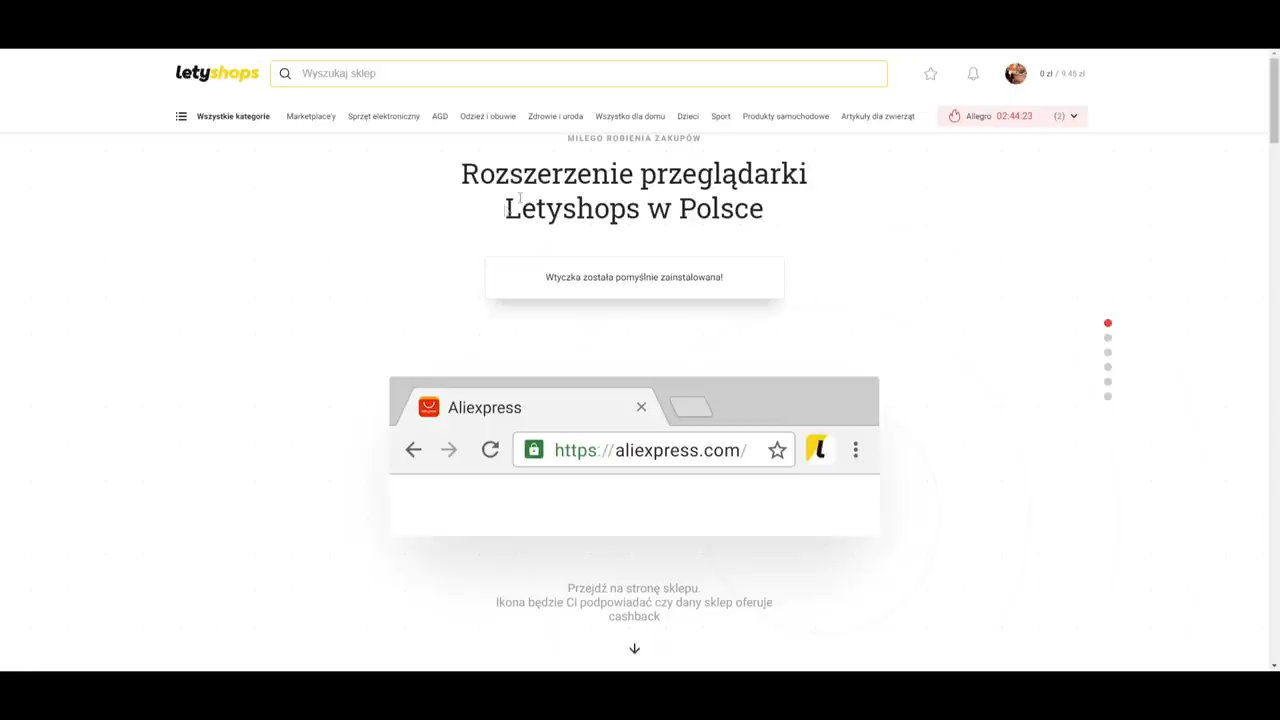 letyshops
Wyszukaj sklep
0 zł / 9.45 zł
Wszystkie kategorie
Marketplace'y
Sprzęt elektroniczny
AGD
Odzież i obuwie
Zdrowie i uroda
Wszystko dla domu
Dzieci
Sport
Produkty samochodowe
Artykuły dla zwierząt
Allegro 02:44:23 (2)
MIŁEGO ROBIENIA ZAKUPÓW
Rozszerzenie przeglądarki
Letyshops w Polsce
Wtyczka została pomyślnie zainstalowana!
Aliexpress
https://aliexpress.com/
Przejdź na stronę sklepu.
Ikona będzie Ci podpowiadać czy dany sklep oferuje
cashback